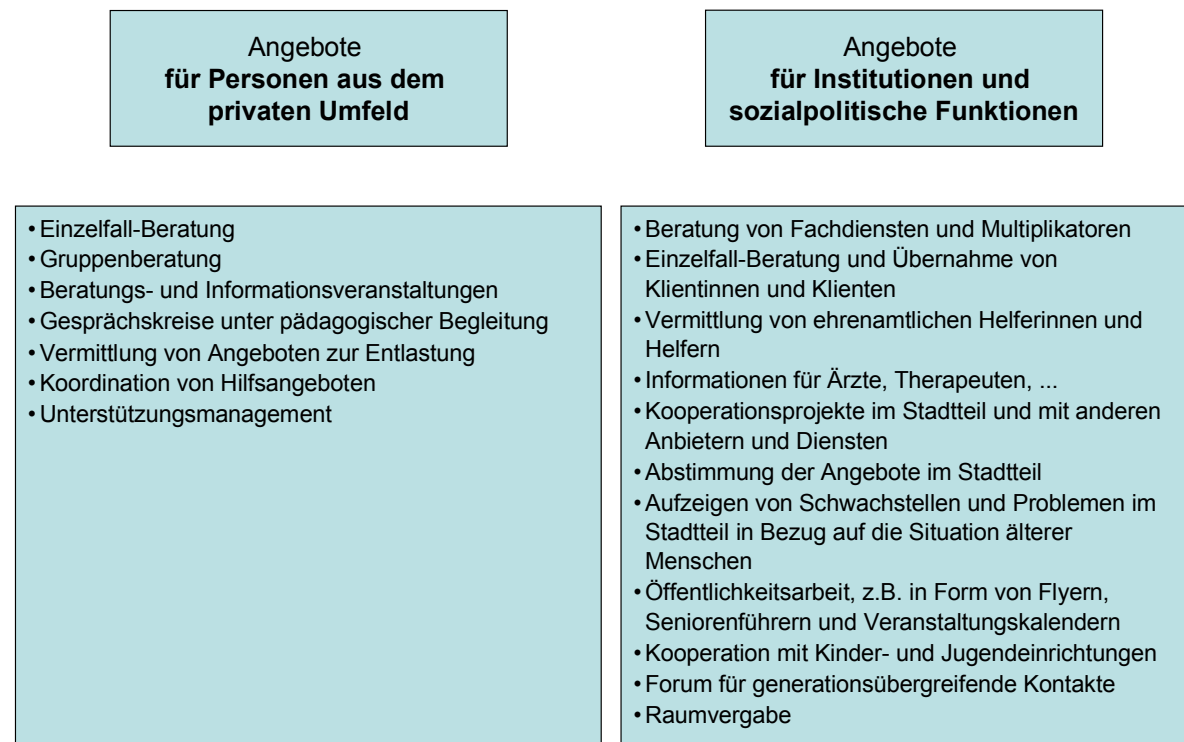 Angebote
für Personen aus dem
privaten Umfeld
Angebote
für Institutionen und
sozialpolitische Funktionen
• Einzelfall-Beratung
• Gruppenberatung
• Beratungs- und Informationsveranstaltungen
• Gesprächskreise unter pädagogischer Begleitung
• Vermittlung von Angeboten zur Entlastung
• Koordination von Hilfsangeboten
• Unterstützungsmanagement
• Beratung von Fachdiensten und Multiplikatoren
• Einzelfall-Beratung und Übernahme von
Klientinnen und Klienten
• Vermittlung von ehrenamtlichen Helferinnen und
Helfern
• Informationen für Ärzte, Therapeuten, ...
• Kooperationsprojekte im Stadtteil und mit anderen
Anbietern und Diensten
• Abstimmung der Angebote im Stadtteil
• Aufzeigen von Schwachstellen und Problemen im
Stadtteil in Bezug auf die Situation älterer
Menschen
• Öffentlichkeitsarbeit, z.B. in Form von Flyern,
Seniorenführern und Veranstaltungskalendern
• Kooperation mit Kinder- und Jugendeinrichtungen
• Forum für generationsübergreifende Kontakte
• Raumvergabe